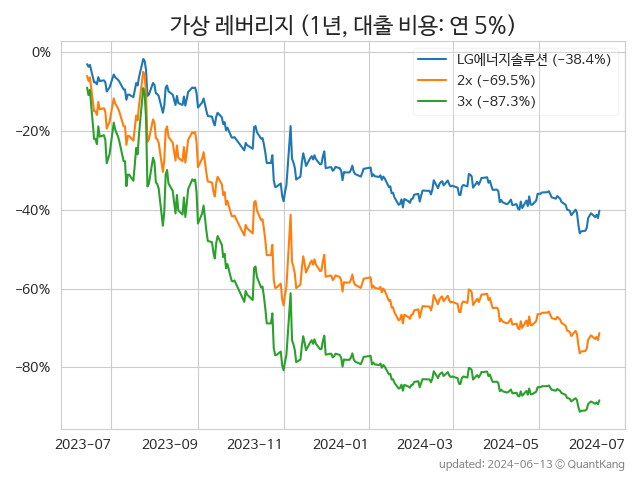 가상 레버리지 (1년, 대출 비용: 연 5%)
0%
−20%
−40%
−60%
−80%
LG에너지솔루션 (−38.4%)
2x (−69.5%)
3x (−87.3%)
2023-07 2023-09 2023-11 2024-01 2024-03 2024-05 2024-07
updated: 2024-06-13 © QuantKang